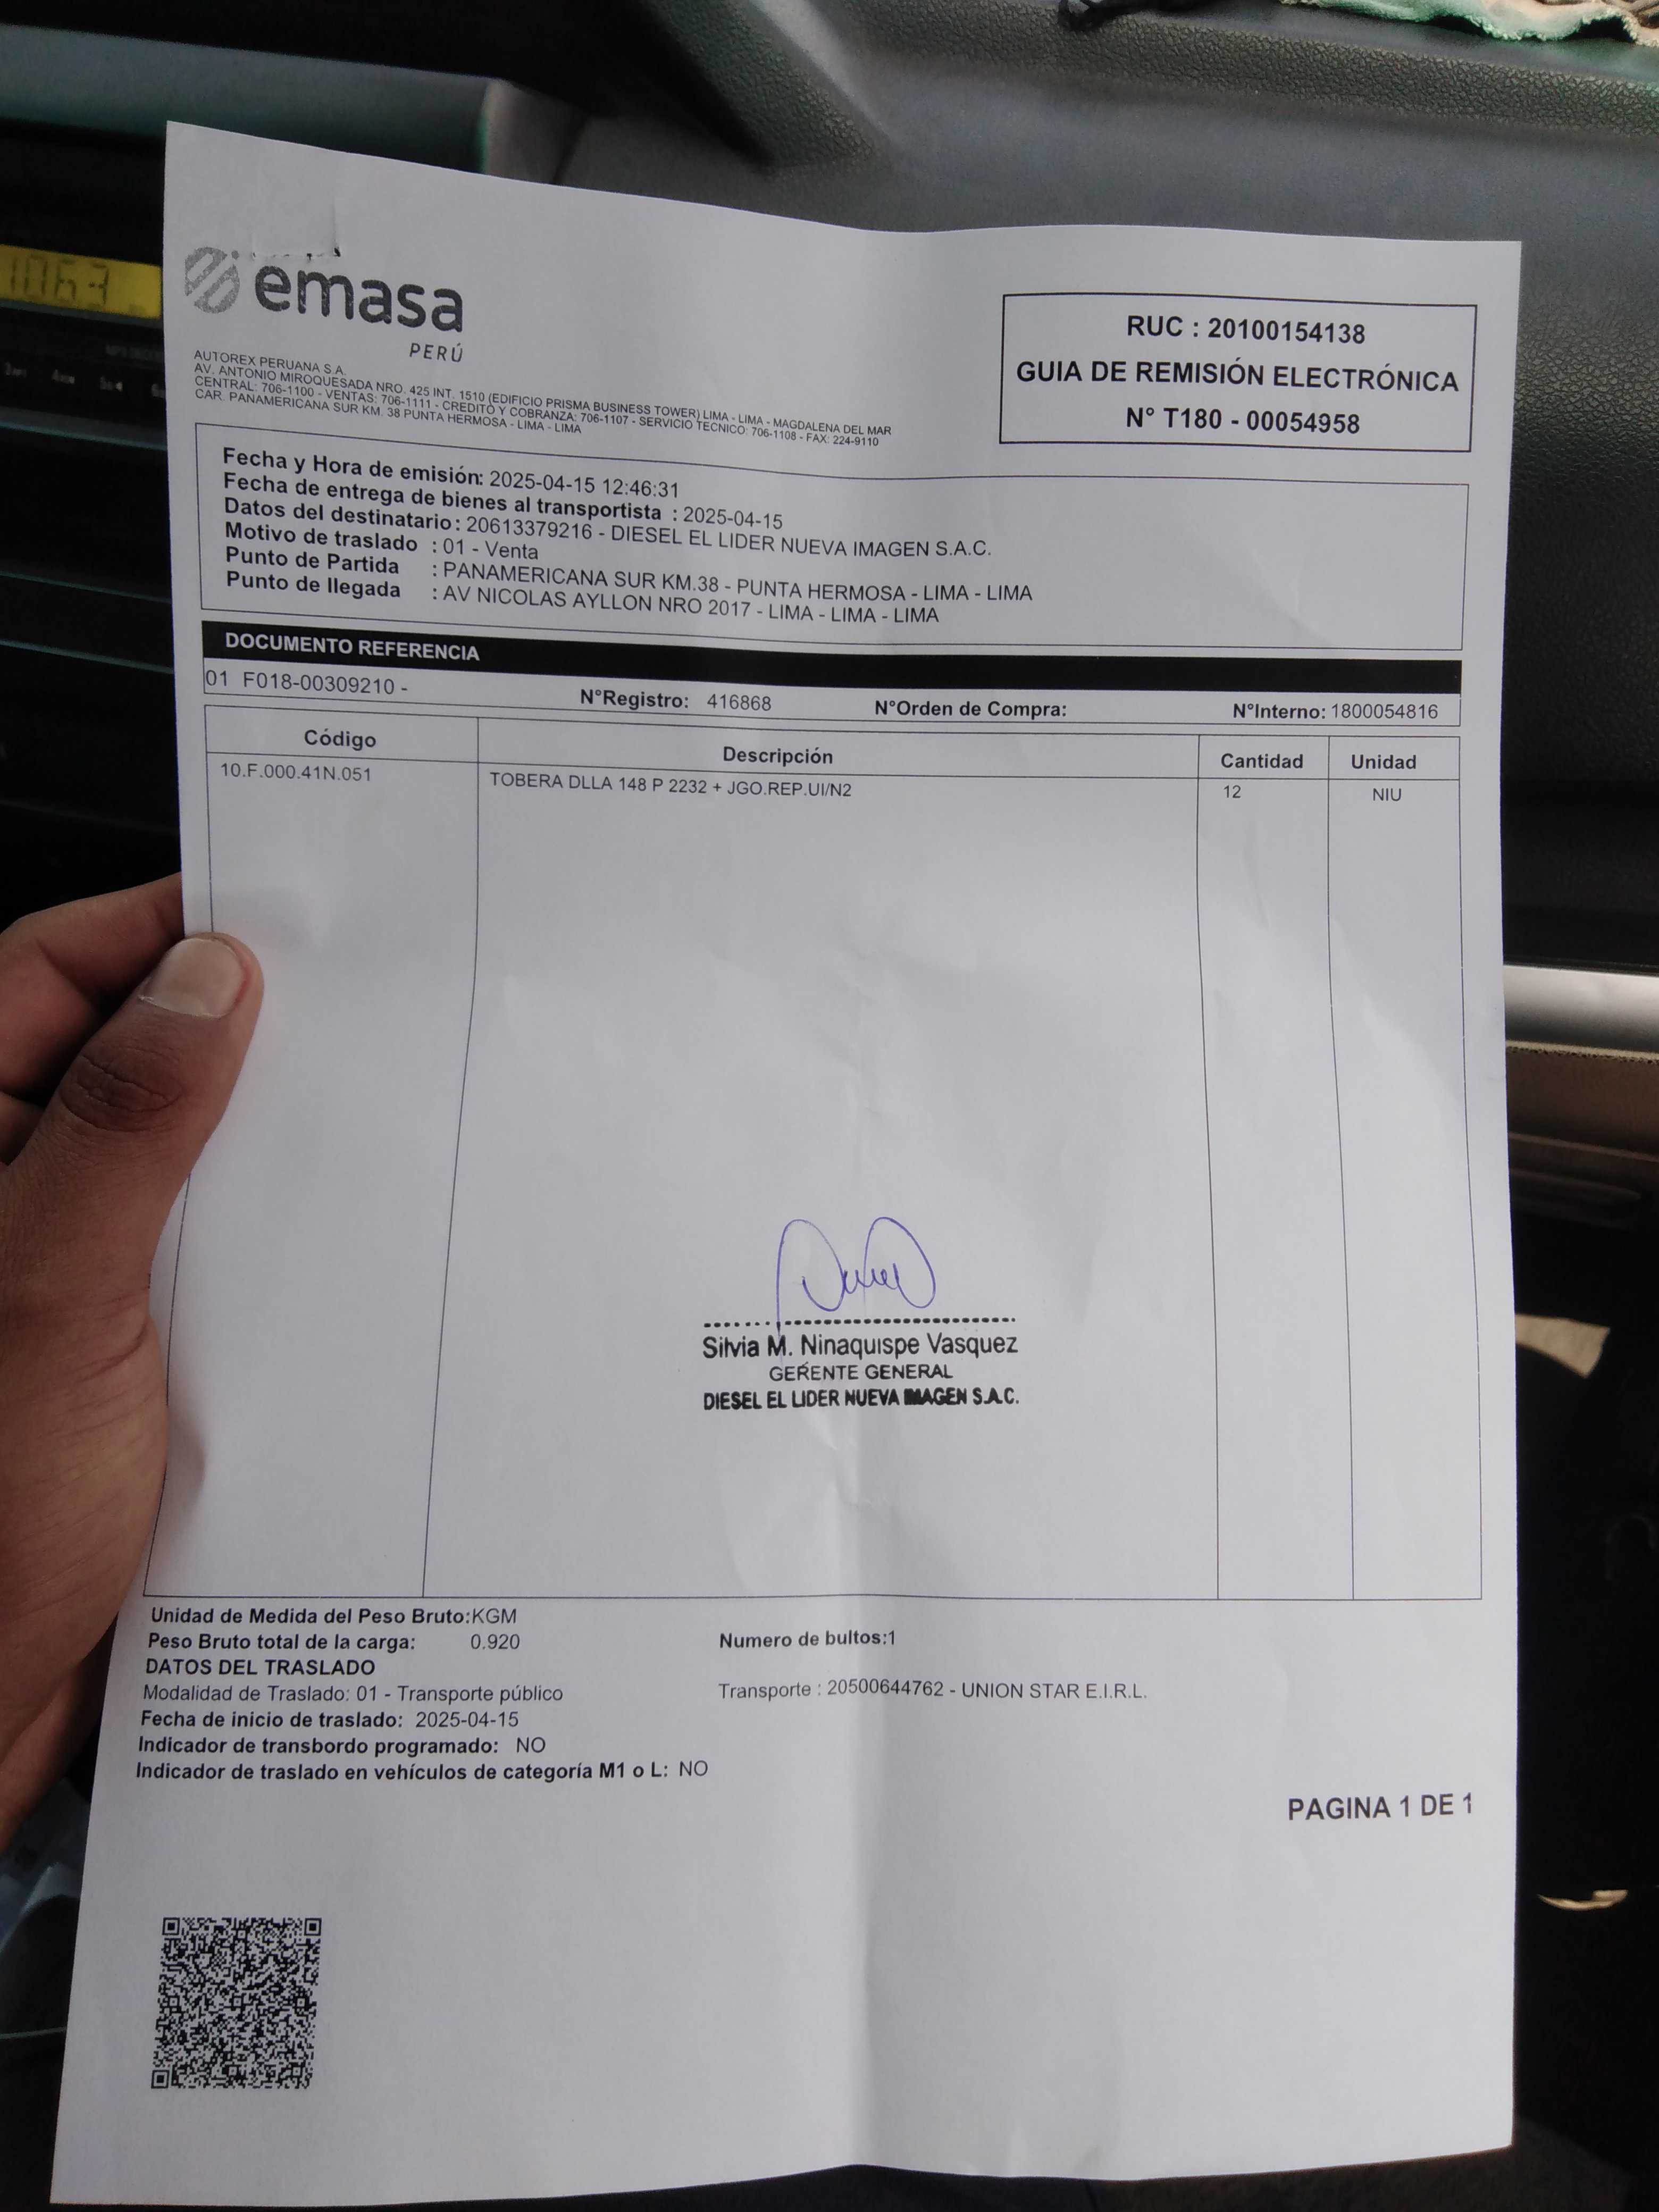 1063
emasa
PERÚ
RUC : 20100154138
GUIA DE REMISIÓN ELECTRÓNICA
N° T180 - 00054958
AUTOREX PERUANA S.A.
AV. ANTONIO MIROQUESADA NRO. 425 INT. 1510 (EDIFICIO PRISMA BUSINESS TOWER) LIMA - LIMA - MAGDALENA DEL MAR
CENTRAL: 706-1100 - VENTAS: 706-1111 - CREDITO Y COBRANZA: 706-1107 - SERVICIO TECNICO: 706-1108 - FAX: 224-9110
CAR. PANAMERICANA SUR KM. 38 PUNTA HERMOSA - LIMA - LIMA
Fecha y Hora de emisión: 2025-04-15 12:46:31
Fecha de entrega de bienes al transportista : 2025-04-15
Datos del destinatario : 20613379216 - DIESEL EL LIDER NUEVA IMAGEN S.A.C.
Motivo de traslado : 01 - Venta
Punto de Partida : PANAMERICANA SUR KM.38 - PUNTA HERMOSA - LIMA - LIMA
Punto de llegada : AV NICOLAS AYLLON NRO 2017 - LIMA - LIMA - LIMA
DOCUMENTO REFERENCIA
01 F018-00309210 - N°Registro: 416868 N°Orden de Compra: N°Interno: 1800054816
Código Descripción Cantidad Unidad
10.F.000.41N.051 TOBERA DLLA 148 P 2232 + JGO.REP.UI/N2 12 NIU
Silvia M. Ninaquispe Vasquez
GERENTE GENERAL
DIESEL EL LIDER NUEVA IMAGEN S.A.C.
Unidad de Medida del Peso Bruto:KGM
Peso Bruto total de la carga: 0.920 Numero de bultos:1
DATOS DEL TRASLADO
Modalidad de Traslado: 01 - Transporte público Transporte : 20500644762 - UNION STAR E.I.R.L.
Fecha de inicio de traslado: 2025-04-15
Indicador de transbordo programado: NO
Indicador de traslado en vehículos de categoría M1 o L: NO
PAGINA 1 DE 1